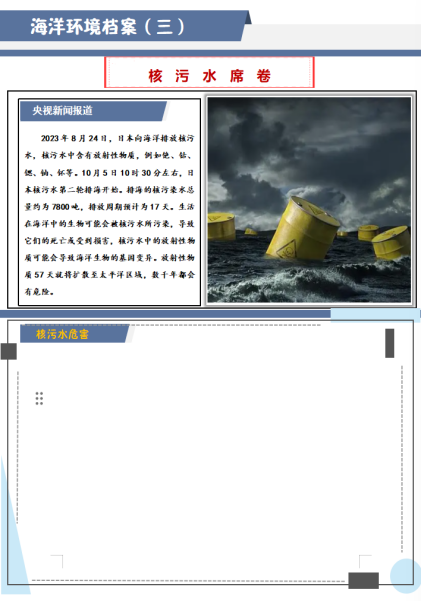 海洋环境档案（三）
核污水席卷
央视新闻报道
2023年8月24日，日本向海洋排放核污
水，核污水中含有放射性物质，例如铯、钴、
锶、铀、钚等。10月5日10时30分左右，日
本核污水第二轮排海开始。排海的核污染水总
量约为7800吨，排放周期预计为17天。生活
在海洋中的生物可能会被核污水所污染，导致
它们的死亡或受到损害，核污水中的放射性物
质可能会导致海洋生物的基因变异。放射性物
质57天就将扩散至太平洋区域，数十年都会
有危险。
核污水危害